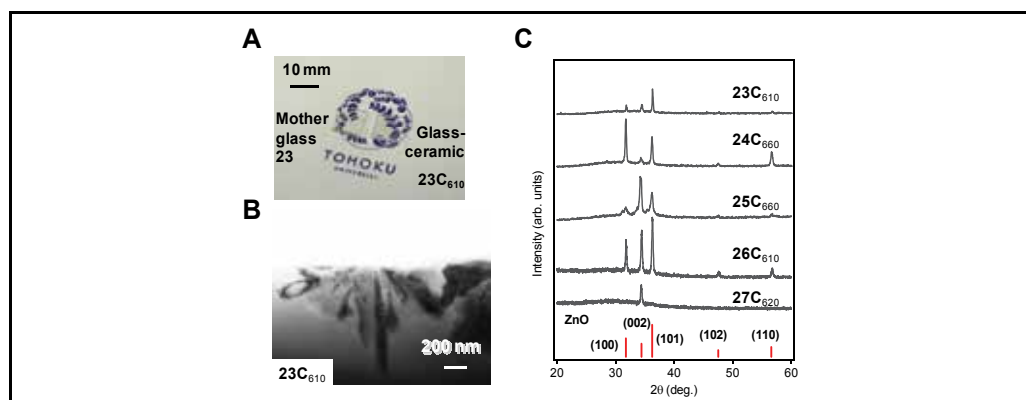 A
10 mm
Mother
glass
23
Glass-
ceramic
23C610
TOHOKU
UNIVERSITY
B
200 nm
23C610
C
Intensity (arb. units)
23C610
24C660
25C660
26C610
27C620
ZnO
(100)
(002)
(101)
(102)
(110)
20 30 40 50 60
2θ (deg.)